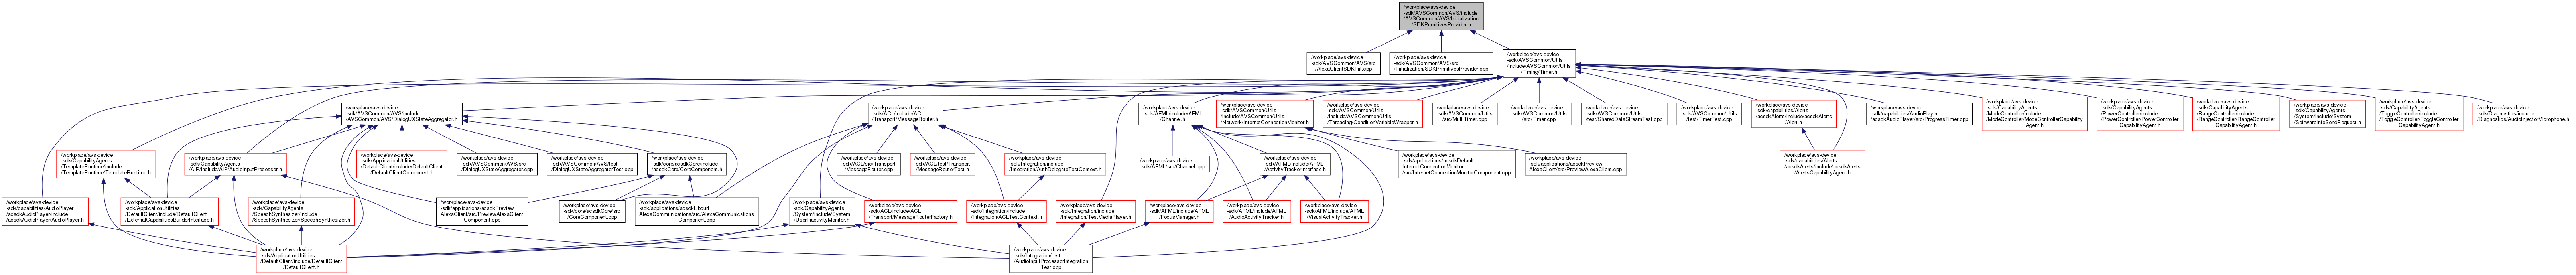 /workplace/avs-device
-sdk/AVSCommon/AVS/include
/AVSCommon/AVS/Initialization
/SDKPrimitivesProvider.h
/workplace/avs-device
-sdk/AVSCommon/AVS/src
/AlexaClientSDKInit.cpp
/workplace/avs-device
-sdk/AVSCommon/AVS/src
/Initialization/SDKPrimitivesProvider.cpp
/workplace/avs-device
-sdk/AVSCommon/Utils
/include/AVSCommon/Utils
/Timing/Timer.h
/workplace/avs-device
-sdk/AVSCommon/AVS/include
/AVSCommon/AVS/DialogUXStateAggregator.h
/workplace/avs-device
-sdk/ACL/include/ACL
/Transport/MessageRouter.h
/workplace/avs-device
-sdk/AFML/include/AFML
/Channel.h
/workplace/avs-device
-sdk/AVSCommon/Utils
/include/AVSCommon/Utils
/Network/InternetConnectionMonitor.h
/workplace/avs-device
-sdk/AVSCommon/Utils
/include/AVSCommon/Utils
/Threading/ConditionVariableWrapper.h
/workplace/avs-device
-sdk/AVSCommon/Utils
/src/MultiTimer.cpp
/workplace/avs-device
-sdk/AVSCommon/Utils
/src/Timer.cpp
/workplace/avs-device
-sdk/AVSCommon/Utils
/test/SharedDataStreamTest.cpp
/workplace/avs-device
-sdk/AVSCommon/Utils
/test/TimerTest.cpp
/workplace/avs-device
-sdk/capabilities/Alerts
/acsdkAlerts/include/acsdkAlerts
/Alert.h
/workplace/avs-device
-sdk/capabilities/AudioPlayer
/acsdkAudioPlayer/src/ProgressTimer.cpp
/workplace/avs-device
-sdk/CapabilityAgents
/ModeController/include
/ModeController/ModeControllerCapability
Agent.h
/workplace/avs-device
-sdk/CapabilityAgents
/PowerController/include
/PowerController/PowerController
CapabilityAgent.h
/workplace/avs-device
-sdk/CapabilityAgents
/RangeController/include
/RangeController/RangeController
CapabilityAgent.h
/workplace/avs-device
-sdk/CapabilityAgents
/System/include/System
/SoftwareInfoSendRequest.h
/workplace/avs-device
-sdk/CapabilityAgents
/ToggleController/include
/ToggleController/ToggleController
CapabilityAgent.h
/workplace/avs-device
-sdk/Diagnostics/include
/Diagnostics/AudioInjectorMicrophone.h
/workplace/avs-device
-sdk/CapabilityAgents
/TemplateRuntime/include
/TemplateRuntime/TemplateRuntime.h
/workplace/avs-device
-sdk/CapabilityAgents
/AIP/include/AIP/AudioInputProcessor.h
/workplace/avs-device
-sdk/ApplicationUtilities
/DefaultClient/include/DefaultClient
/DefaultClientComponent.h
/workplace/avs-device
-sdk/AVSCommon/AVS/src
/DialogUXStateAggregator.cpp
/workplace/avs-device
-sdk/AVSCommon/AVS/test
/DialogUXStateAggregatorTest.cpp
/workplace/avs-device
-sdk/core/acsdkCore/include
/acsdkCore/CoreComponent.h
/workplace/avs-device
-sdk/ACL/src/Transport
/MessageRouter.cpp
/workplace/avs-device
-sdk/ACL/test/Transport
/MessageRouterTest.h
/workplace/avs-device
-sdk/Integration/include
/Integration/AuthDelegateTestContext.h
/workplace/avs-device
-sdk/AFML/src/Channel.cpp
/workplace/avs-device
-sdk/AFML/include/AFML
/ActivityTrackerInterface.h
/workplace/avs-device
-sdk/applications/acsdkDefault
InternetConnectionMonitor
/src/InternetConnectionMonitorComponent.cpp
/workplace/avs-device
-sdk/applications/acsdkPreview
AlexaClient/src/PreviewAlexaClient.cpp
/workplace/avs-device
-sdk/capabilities/Alerts
/acsdkAlerts/include/acsdkAlerts
/AlertsCapabilityAgent.h
/workplace/avs-device
-sdk/capabilities/AudioPlayer
/acsdkAudioPlayer/include
/acsdkAudioPlayer/AudioPlayer.h
/workplace/avs-device
-sdk/ApplicationUtilities
/DefaultClient/include/DefaultClient
/ExternalCapabilitiesBuilderInterface.h
/workplace/avs-device
-sdk/CapabilityAgents
/SpeechSynthesizer/include
/SpeechSynthesizer/SpeechSynthesizer.h
/workplace/avs-device
-sdk/applications/acsdkPreview
AlexaClient/src/PreviewAlexaClient
Component.cpp
/workplace/avs-device
-sdk/core/acsdkCore/src
/CoreComponent.cpp
/workplace/avs-device
-sdk/applications/acsdkLibcurl
AlexaCommunications/src/AlexaCommunications
Component.cpp
/workplace/avs-device
-sdk/CapabilityAgents
/System/include/System
/UserInactivityMonitor.h
/workplace/avs-device
-sdk/ACL/include/ACL
/Transport/MessageRouterFactory.h
/workplace/avs-device
-sdk/Integration/include
/Integration/ACLTestContext.h
/workplace/avs-device
-sdk/Integration/include
/Integration/TestMediaPlayer.h
/workplace/avs-device
-sdk/AFML/include/AFML
/FocusManager.h
/workplace/avs-device
-sdk/AFML/include/AFML
/AudioActivityTracker.h
/workplace/avs-device
-sdk/AFML/include/AFML
/VisualActivityTracker.h
/workplace/avs-device
-sdk/ApplicationUtilities
/DefaultClient/include/DefaultClient
/DefaultClient.h
/workplace/avs-device
-sdk/Integration/test
/AudioInputProcessorIntegration
Test.cpp